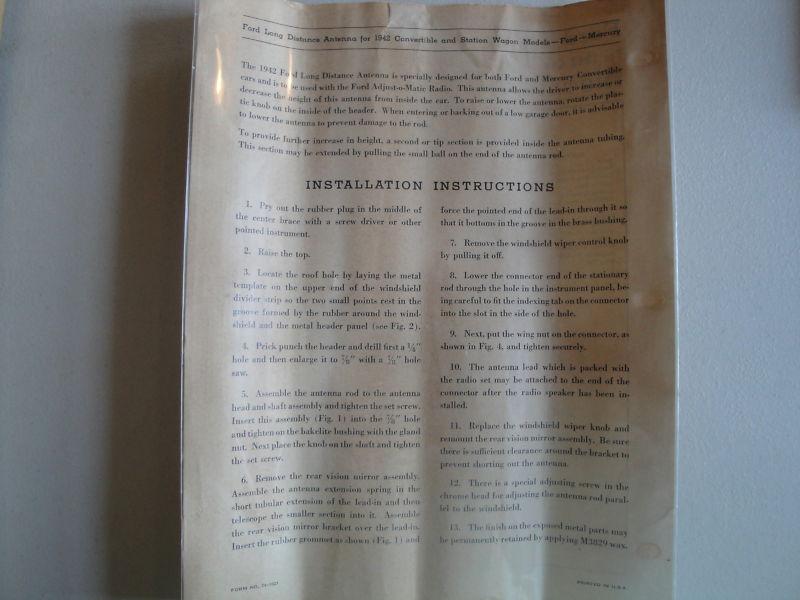 Ford Long Distance Antenna for 1942 Convertible and Station Wagon Models—Ford—Mercury
The 1942 Ford Long Distance Antenna is specially designed for both Ford and Mercury Convertible
cars and is to be used with the Ford Adjust-o-Matic Radio. This antenna allows the driver to increase or
decrease the height of this antenna from inside the car. To raise or lower the antenna, rotate the plas-
tic knob on the inside of the header. When entering or backing out of a low garage door, it is advisable
to lower the antenna to prevent damage to the rod.
To provide further increase in height, a second or tip section is provided inside the antenna tubing.
This section may be extended by pulling the small ball on the end of the antenna rod.
INSTALLATION INSTRUCTIONS
1. Pry out the rubber plug in the middle of
the center brace with a screw driver or other
pointed instrument.
2. Raise the top.
3. Locate the roof hole by laying the metal
template on the upper end of the windshield
divider strip so the two small points rest in the
groove formed by the rubber around the wind-
shield and the metal header panel (see Fig. 2).
4. Prick punch the header and drill first a 1/8"
hole and then enlarge it to 7/8" with a 7/8" hole
saw.
5. Assemble the antenna rod to the antenna
head and shaft assembly and tighten the set screw.
Insert this assembly (Fig. 1) into the 7/8" hole
and tighten on the bakelite bushing with the gland
nut. Next place the knob on the shaft and tighten
the set screw.
6. Remove the rear vision mirror assembly.
Assemble the antenna extension spring in the
short tubular extension of the lead-in and then
telescope the smaller section into it. Assemble
the rear vision mirror bracket over the lead-in.
Insert the rubber grommet as shown (Fig. 1) and
force the pointed end of the lead-in through it so
that it bottoms in the groove in the brass bushing.
7. Remove the windshield wiper control knob
by pulling it off.
8. Lower the connector end of the stationary
rod through the hole in the instrument panel, be-
ing careful to fit the indexing tab on the connector
into the slot in the side of the hole.
9. Next, put the wing nut on the connector, as
shown in Fig. 4, and tighten securely.
10. The antenna lead which is packed with
the radio set may be attached to the end of the
connector after the radio speaker has been in-
stalled.
11. Replace the windshield wiper knob and
remount the rear vision mirror assembly. Be sure
there is sufficient clearance around the bracket to
prevent shorting out the antenna.
12. There is a special adjusting screw in the
chrome head for adjusting the antenna rod paral-
lel to the windshield.
13. The finish on the exposed metal parts may
be permanently retained by applying M3829 wax.
FORM NO.
PRINTED IN U.S.A.